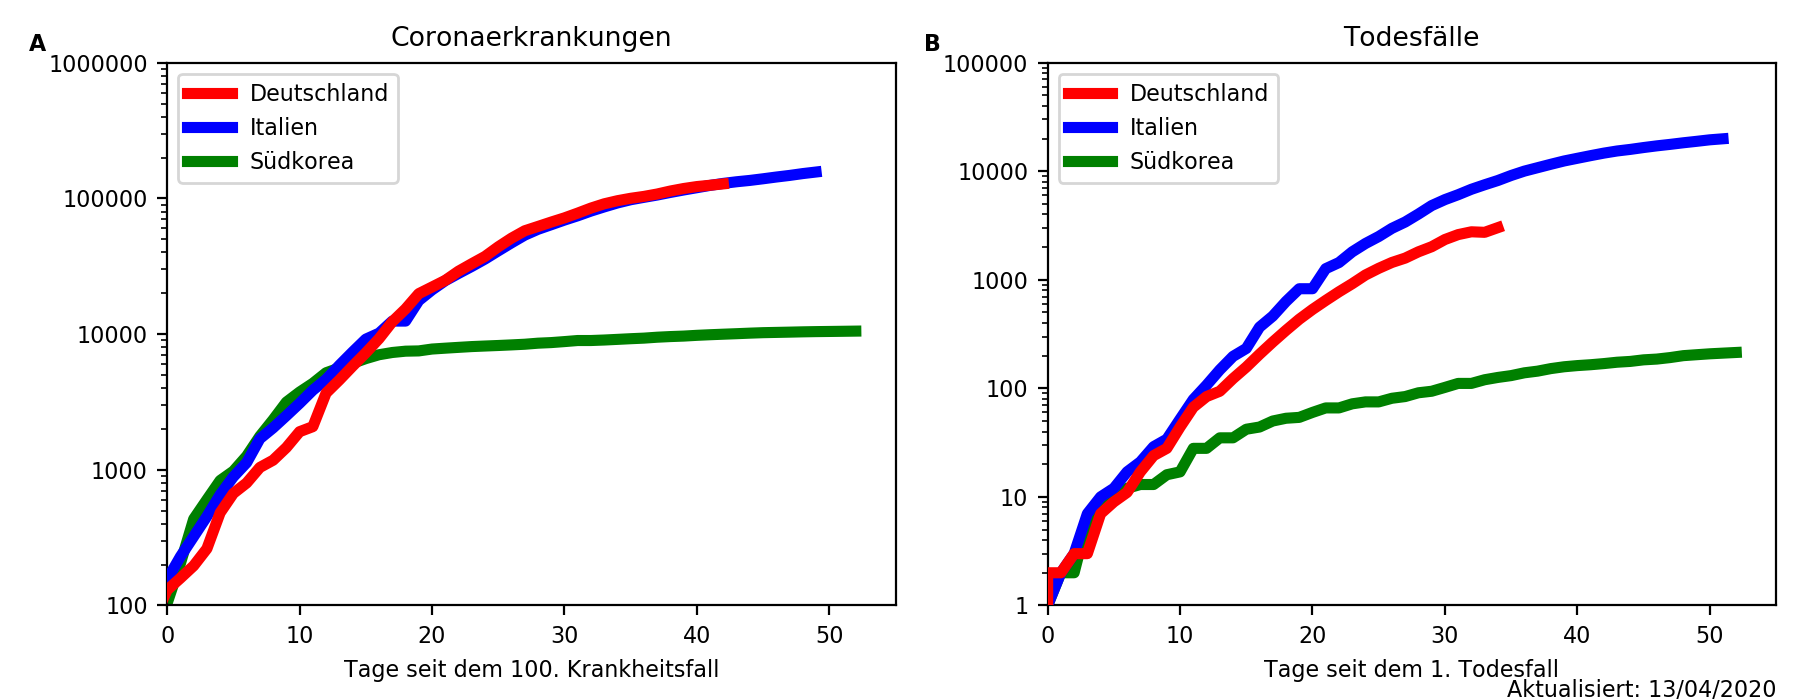 A
Coronaerkrankungen
1000000
100000
10000
1000
100
Deutschland
Italien
Südkorea
0 10 20 30 40 50
Tage seit dem 100. Krankheitsfall
B
Todesfälle
100000
10000
1000
100
10
1
Deutschland
Italien
Südkorea
0 10 20 30 40 50
Tage seit dem 1. Todesfall
Aktualisiert: 13/04/2020